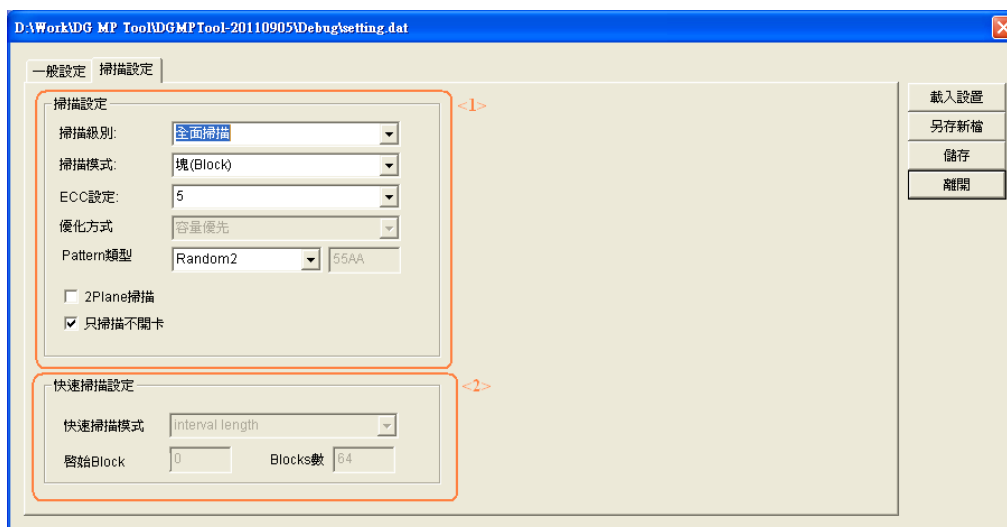 D:\Work\DG MP Tool\DGMPTool-20110905\Debug\setting.dat
一般設定 掃描設定
掃描設定 <1>
掃描級別: 全面掃描
掃描模式: 塊(Block)
ECC設定: 5
優化方式 容量優先
Pattern類型 Random2 55AA
2Plane掃描
只掃描不開卡
快速掃描設定 <2>
快速掃描模式 interval length
啓始Block 0 Blocks數 64
載入設置
另存新檔
儲存
離開